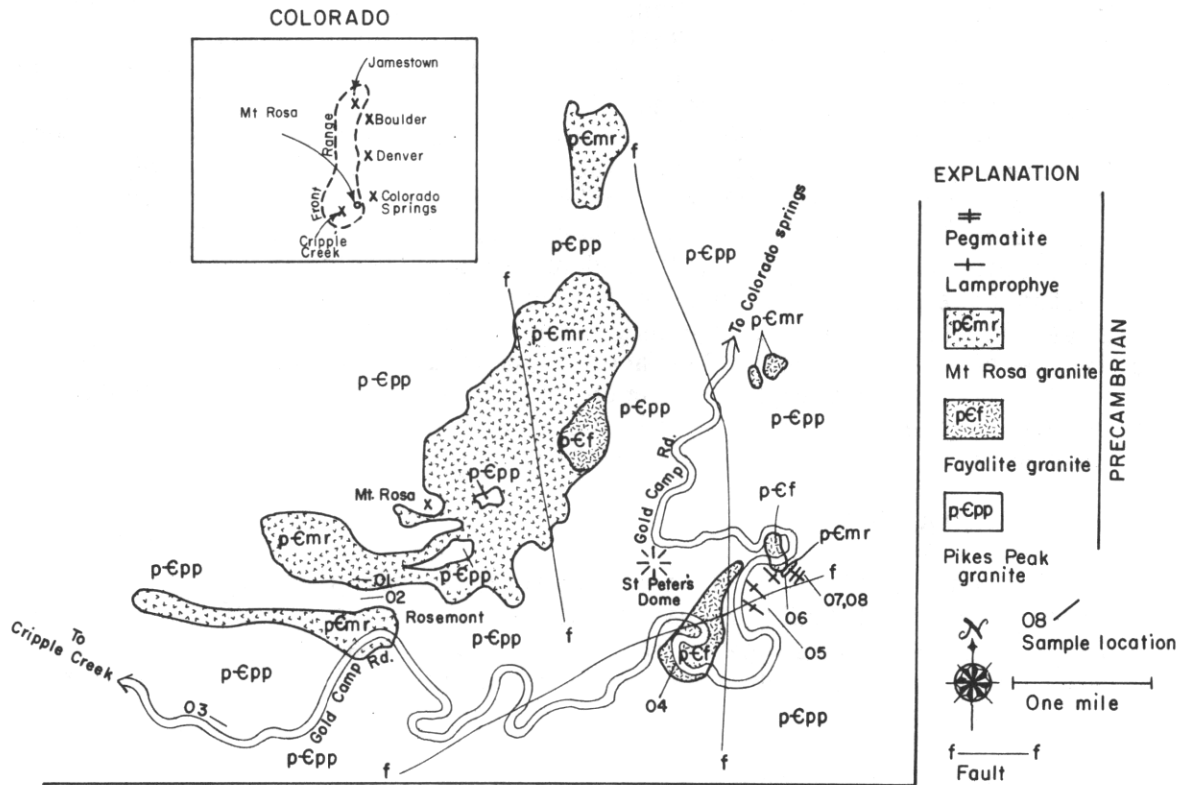 COLORADO
Jamestown
Mt Rosa
Range
Front
Boulder
Denver
Colorado
Springs
Cripple
Creek
p€mr
f
p-€pp
p-€pp
f
To Colorado springs
p-€mr
p€mr
p-€pp
p-€pp
p-€pp
p€f
p-€pp
Mt. Rosa
Gold Camp Rd.
p-€f
p€mr
p-€mr
p-€pp
p-€pp
St Peter's
Dome
f
07,08
01
02
06
Rosemont
p€mr
p-€pp
f
05
To
Cripple Creek
p-€pp
Gold Camp Rd.
p€f
04
03
p-€pp
p-€pp
f
f
EXPLANATION
Pegmatite
Lamprophye
p€mr
Mt Rosa granite
p€f
Fayalite granite
p-€pp
Pikes Peak
granite
PRECAMBRIAN
N
08
Sample location
One mile
f f
Fault